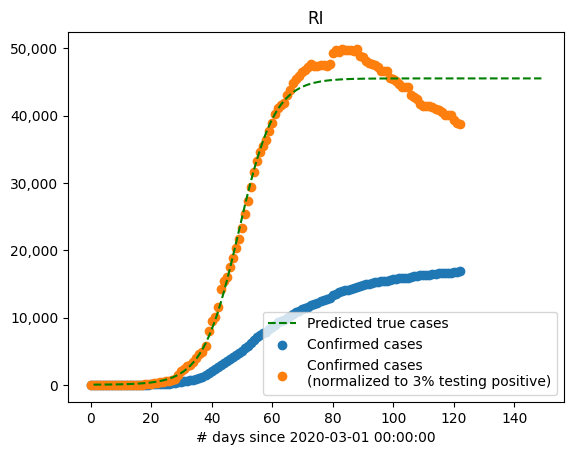 RI
50,000
40,000
30,000
20,000
10,000
0
Predicted true cases
Confirmed cases
Confirmed cases
(normalized to 3% testing positive)
0 20 40 60 80 100 120 140
# days since 2020-03-01 00:00:00